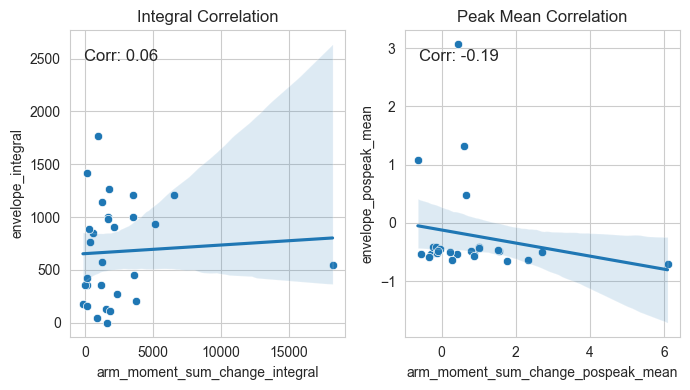 Integral Correlation
Corr: 0.06
2500
2000
1500
1000
500
0
envelope_integral
0 5000 10000 15000
arm_moment_sum_change_integral
Peak Mean Correlation
Corr: -0.19
3
2
1
0
−1
envelope_pospeak_mean
0 2 4 6
arm_moment_sum_change_pospeak_mean